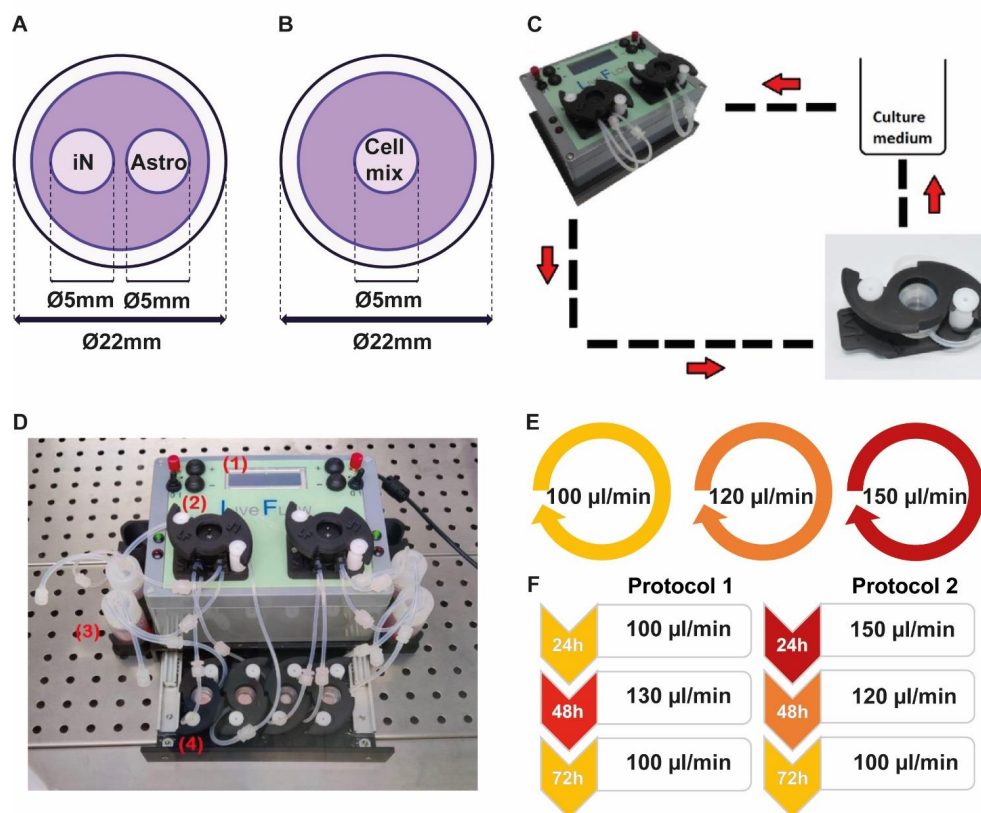 A
iN
Astro
Ø5mm
Ø5mm
Ø22mm
B
Cell
mix
Ø5mm
Ø22mm
C
Culture
medium
D
(1)
(2)
LIVE FLOW
(3)
(4)
E
100 µl/min
120 µl/min
150 µl/min
F
Protocol 1
Protocol 2
24h
100 µl/min
24h
150 µl/min
48h
130 µl/min
48h
120 µl/min
72h
100 µl/min
72h
100 µl/min